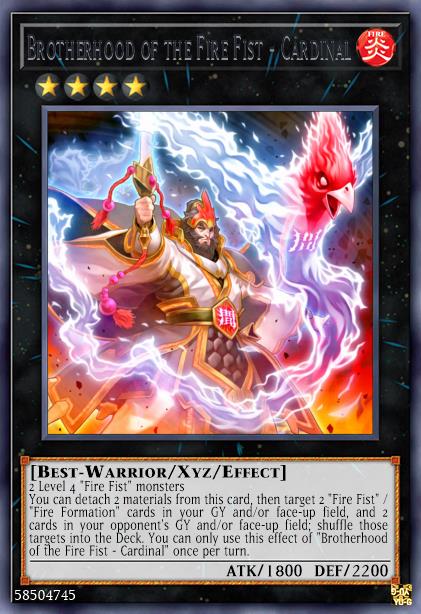 BROTHERHOOD OF THE FIRE FIST - CARDINAL
FIRE
炎
[BEST-WARRIOR/XYZ/EFFECT]
2 Level 4 "Fire Fist" monsters
You can detach 2 materials from this card, then target 2 "Fire Fist" /
"Fire Formation" cards in your GY and/or face-up field, and 2
cards in your opponent's GY and/or face-up field; shuffle those
targets into the Deck. You can only use this effect of "Brotherhood
of the Fire Fist - Cardinal" once per turn.
ATK/1800 DEF/2200
58504745